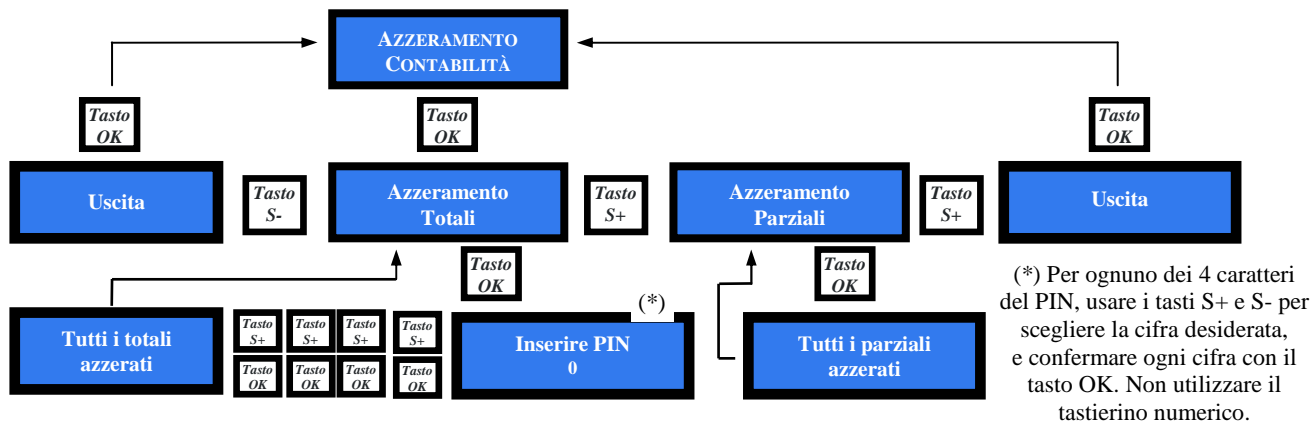 AZZERAMENTO
CONTABILITÀ
Tasto
OK
Tasto
OK
Tasto
OK
Uscita
Tasto
S-
Azzeramento
Totali
Tasto
S+
Azzeramento
Parziali
Tasto
S+
Uscita
Tasto
OK
Tasto
OK
(*)
Tutti i totali
azzerati
Tasto
S+
Tasto
S+
Tasto
S+
Tasto
S+
Tasto
OK
Tasto
OK
Tasto
OK
Tasto
OK
Inserire PIN
0
Tutti i parziali
azzerati
(*) Per ognuno dei 4 caratteri
del PIN, usare i tasti S+ e S- per
scegliere la cifra desiderata,
e confermare ogni cifra con il
tasto OK. Non utilizzare il
tastierino numerico.